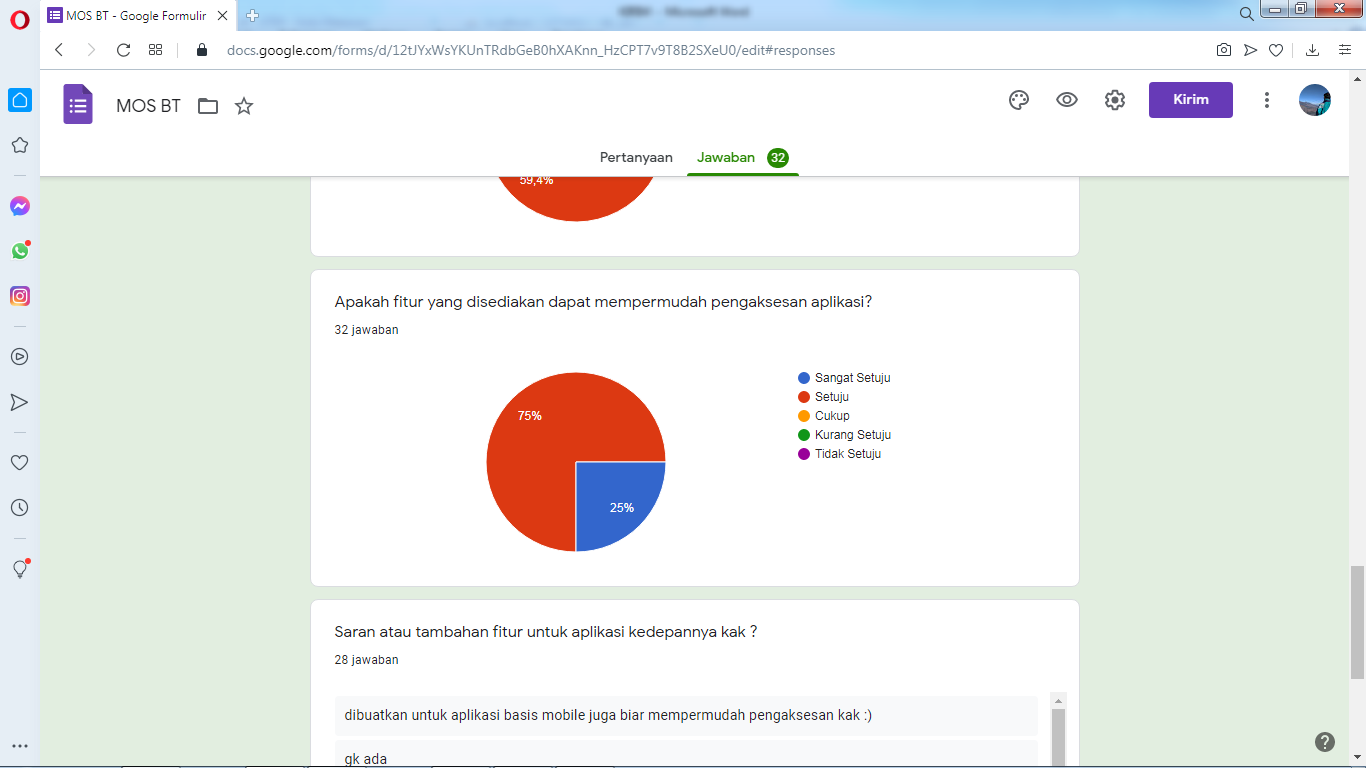 MOS BT - Google Formulir
docs.google.com/forms/d/12tJYxWsYKUnTRdbGeB0hXAKnn_HzCPT7v9T8B2SXeU0/edit#responses
MOS BT
Kirim
Pertanyaan
Jawaban 32
59,4%
Apakah fitur yang disediakan dapat mempermudah pengaksesan aplikasi?
32 jawaban
75%
25%
Sangat Setuju
Setuju
Cukup
Kurang Setuju
Tidak Setuju
Saran atau tambahan fitur untuk aplikasi kedepannya kak ?
28 jawaban
dibuatkan untuk aplikasi basis mobile juga biar mempermudah pengaksesan kak :)
gk ada